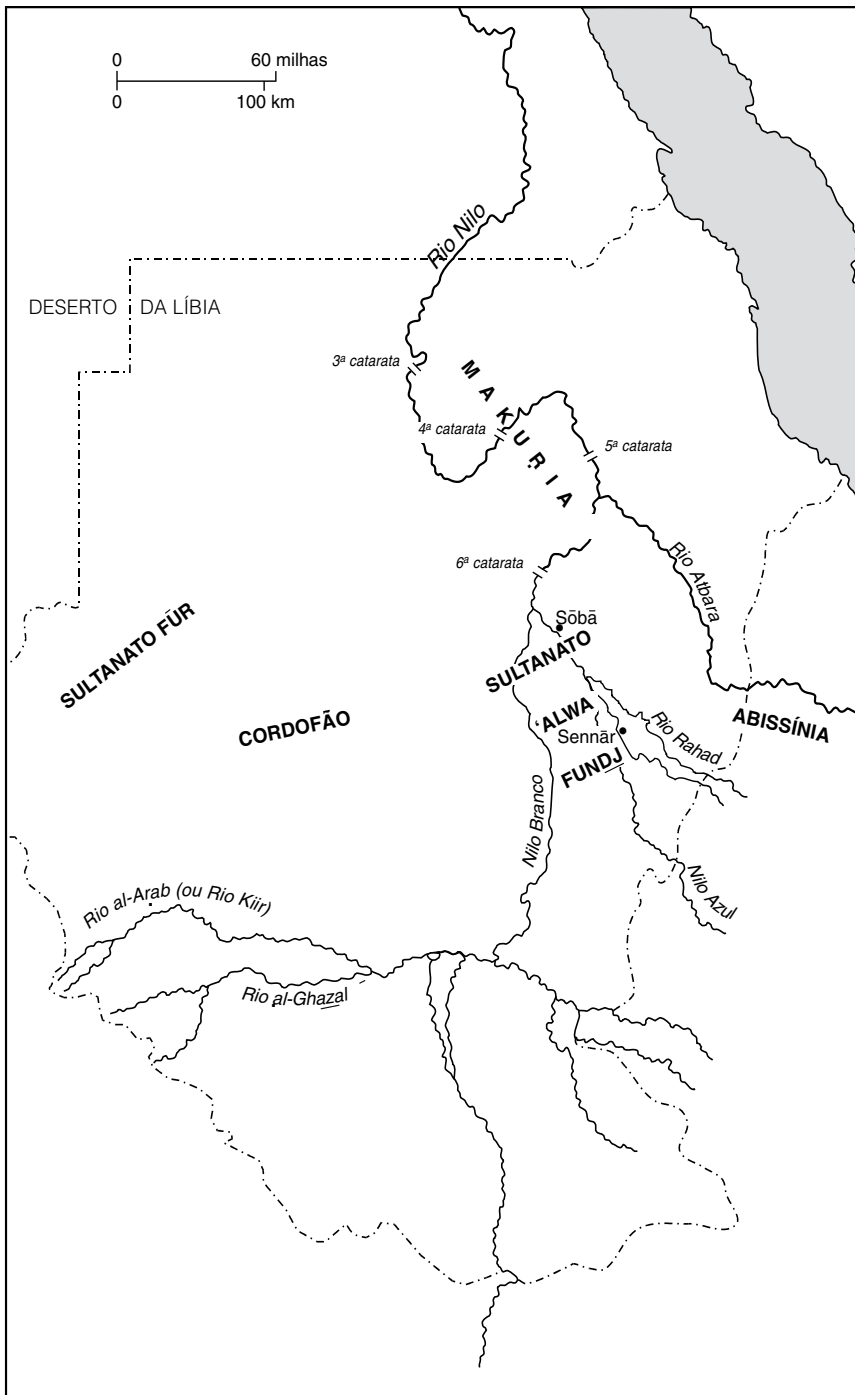 0 60 milhas
0 100 km
Rio Nilo
DESERTO DA LÍBIA
3ª catarata
MAKUṚIA
4ª catarata
5ª catarata
6ª catarata
Rio Atbara
Sōbā
SULTANATO FŪR
SULTANATO
CORDOFÃO
‘ALWA
Sennār
FUNDJ
Rio Rahad
ABISSÍNIA
Nilo Branco
Nilo Azul
Rio al-Arab (ou Rio Kiir)
Rio al-Ghazal